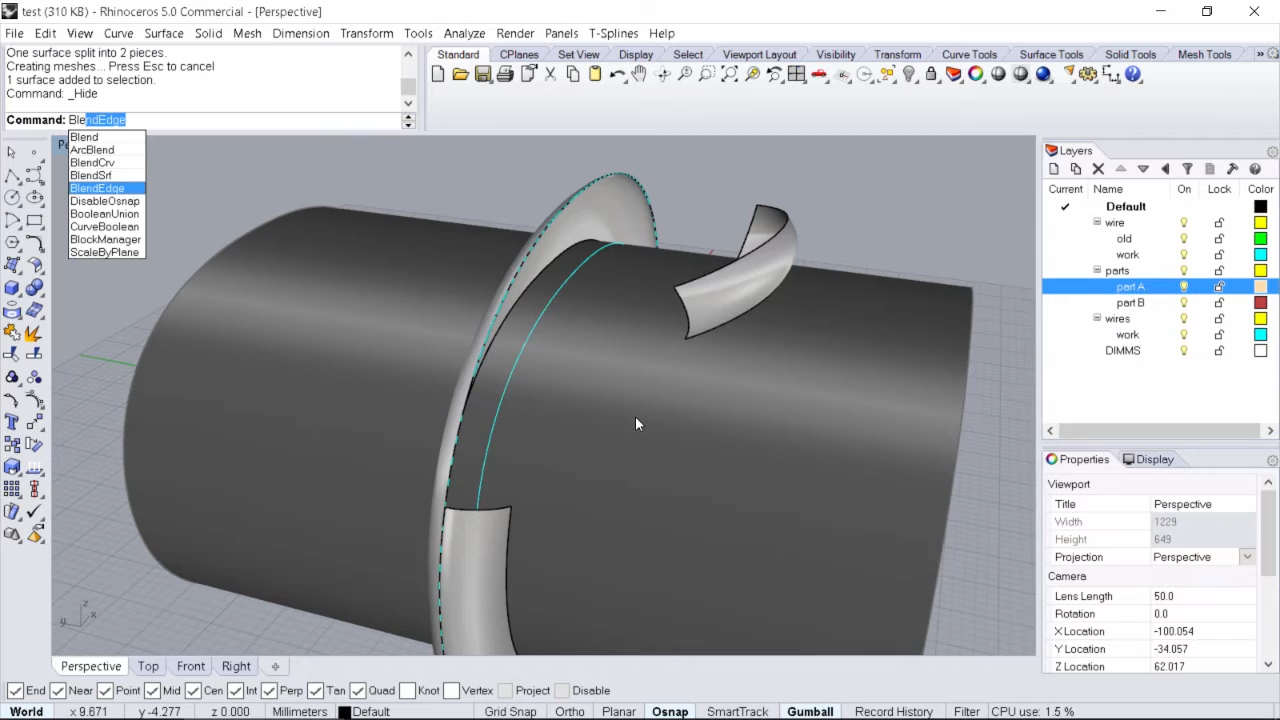 test (310 KB) - Rhinoceros 5.0 Commercial - [Perspective]
File Edit View Curve Surface Solid Mesh Dimension Transform Tools Analyze Render Panels T-Splines Help
One surface split into 2 pieces.
Creating meshes... Press Esc to cancel
1 surface added to selection.
Command: _Hide
Command: BlendEdge
Standard CPlanes Set View Display Select Viewport Layout Visibility Transform Curve Tools Surface Tools Solid Tools Mesh Tools »
Blend
ArcBlend
BlendCrv
BlendSrf
BlendEdge
DisableOsnap
BooleanUnion
CurveBoolean
BlockManager
ScaleByPlane
Layers
Current Name On Lock Color
Default
wire
old
work
parts
part A
part B
wires
work
DIMMS
Properties Display
Viewport
Title Perspective
Width 1229
Height 649
Projection Perspective
Camera
Lens Length 50.0
Rotation 0.0
X Location -100.054
Y Location -34.057
Z Location 62.017
z
y x
Perspective Top Front Right
End Near Point Mid Cen Int Perp Tan Quad Knot Vertex Project Disable
World x 9.671 y -4.277 z 0.000 Millimeters Default Grid Snap Ortho Planar Osnap SmartTrack Gumball Record History Filter CPU use: 1.5 %